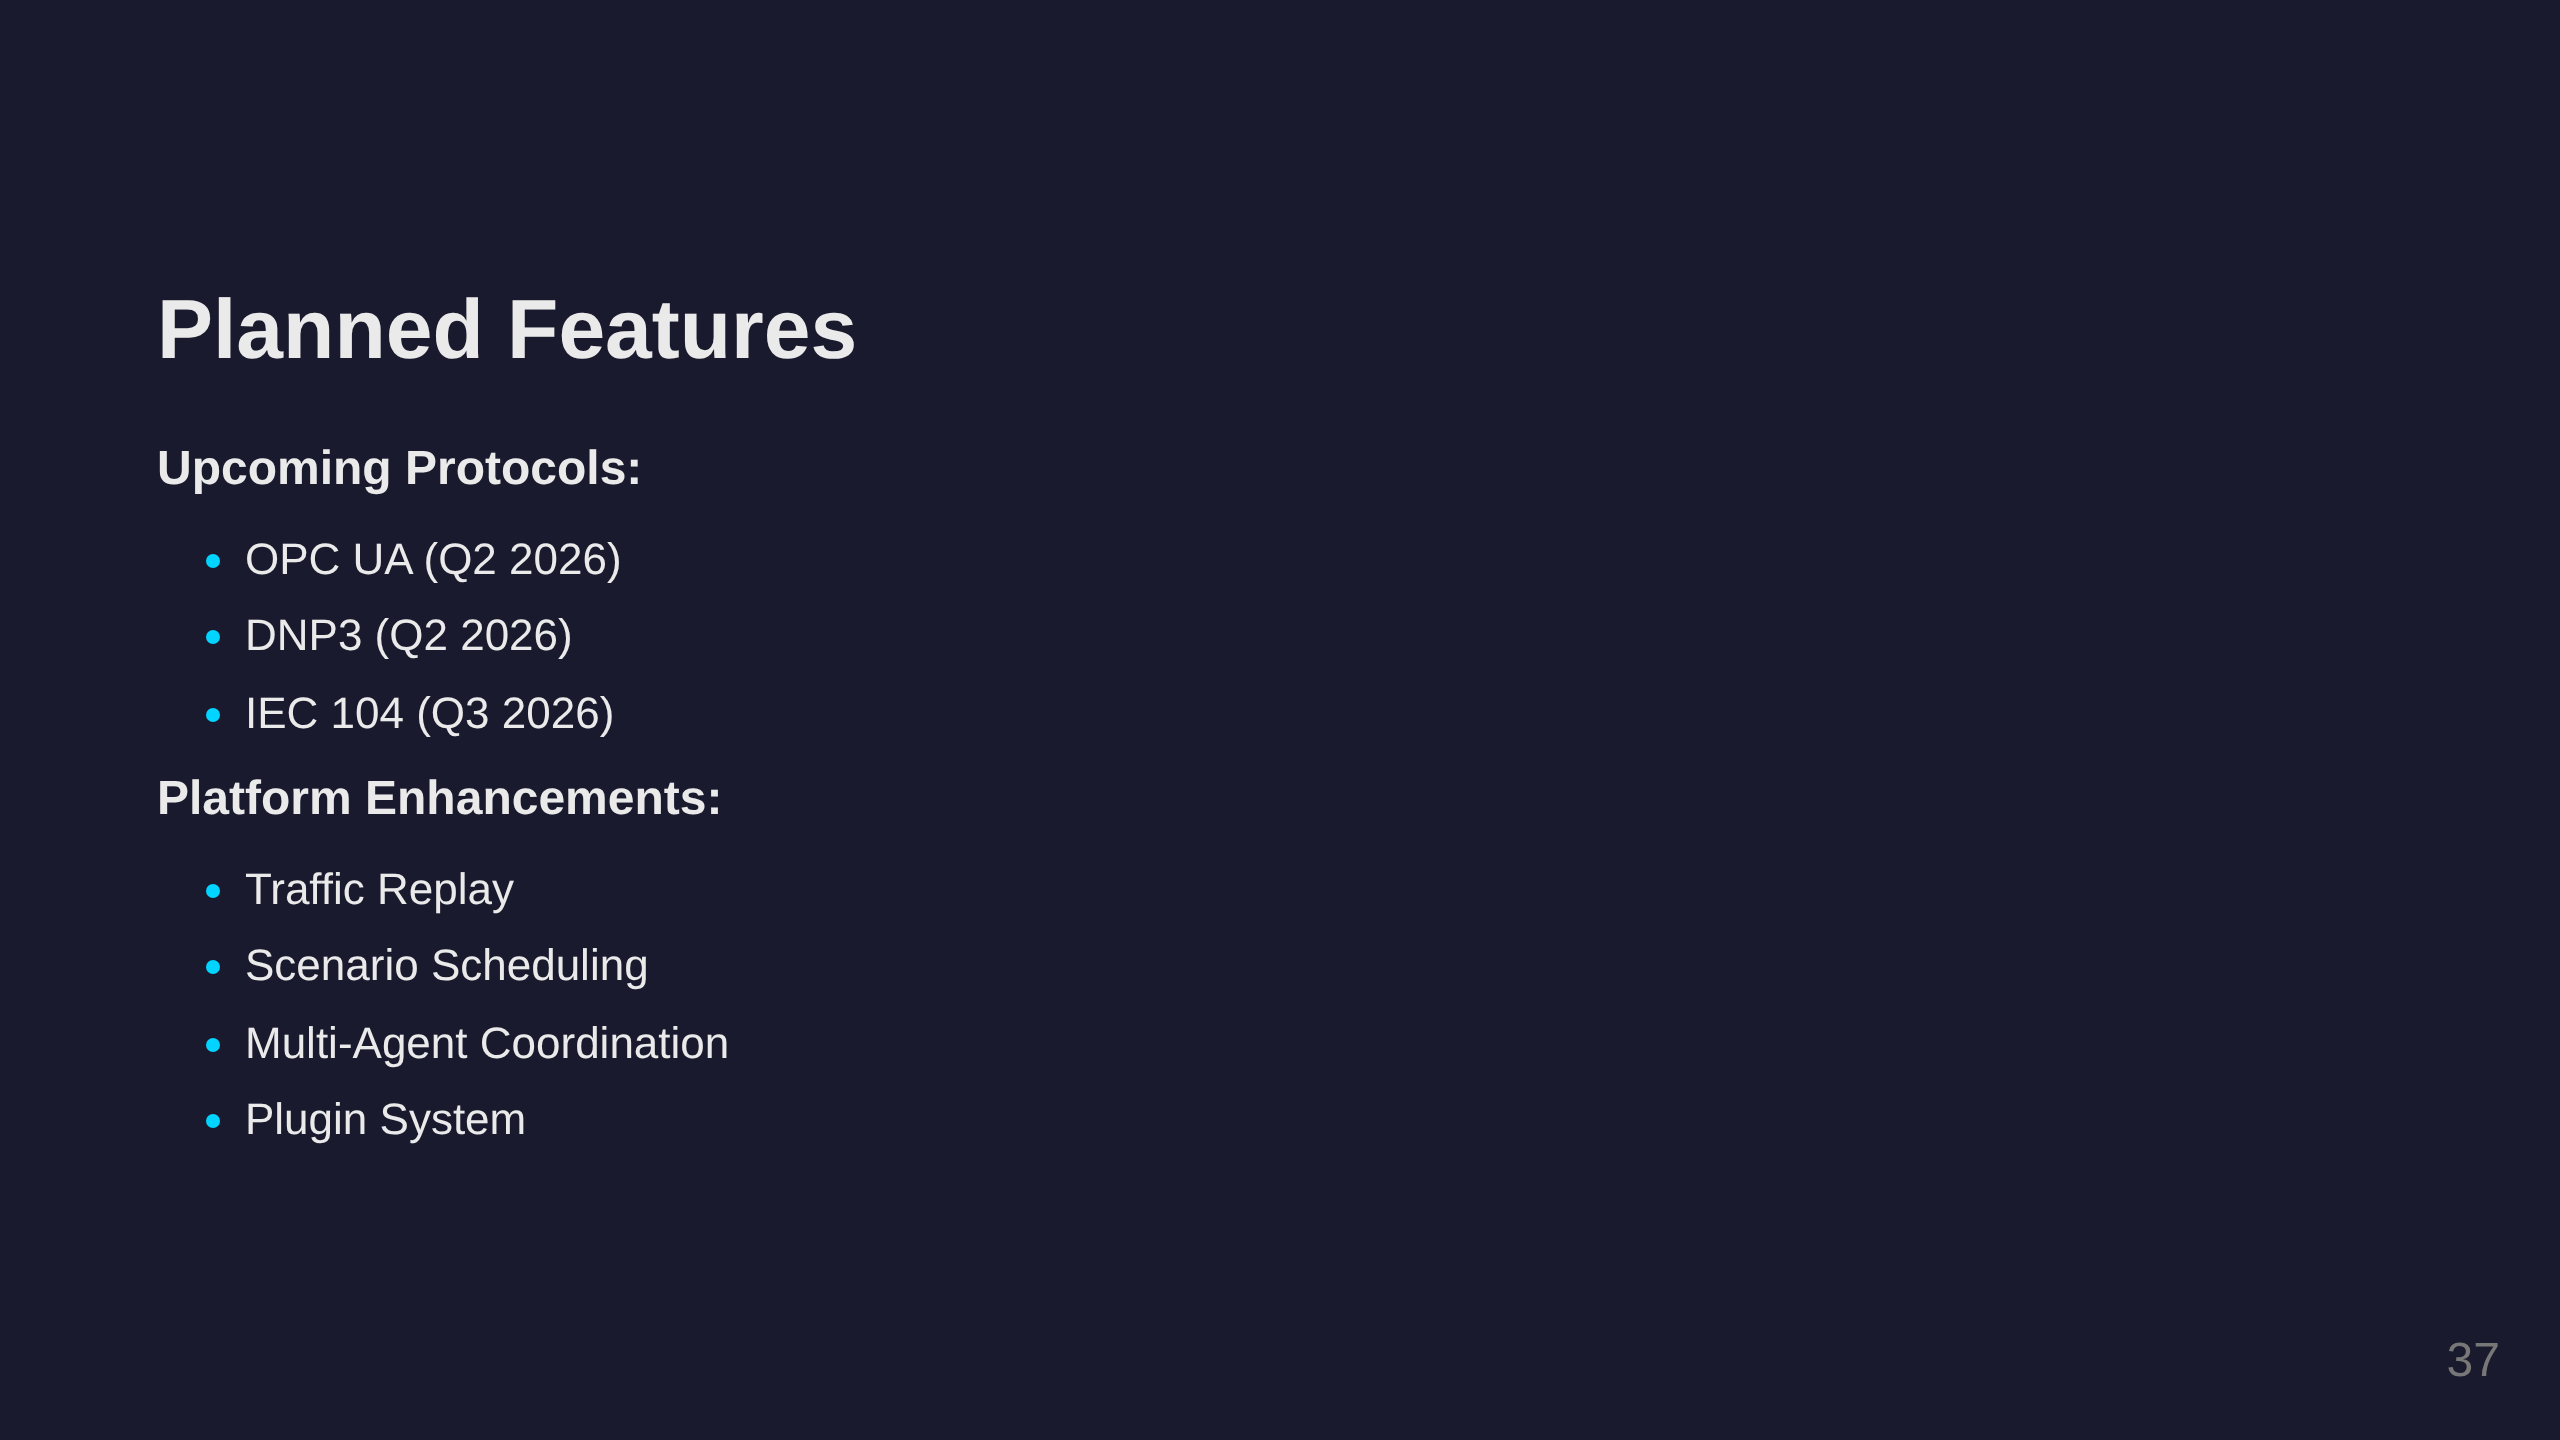 Planned Features
Upcoming Protocols:
OPC UA (Q2 2026)
DNP3 (Q2 2026)
IEC 104 (Q3 2026)
Platform Enhancements:
Traffic Replay
Scenario Scheduling
Multi-Agent Coordination
Plugin System
37